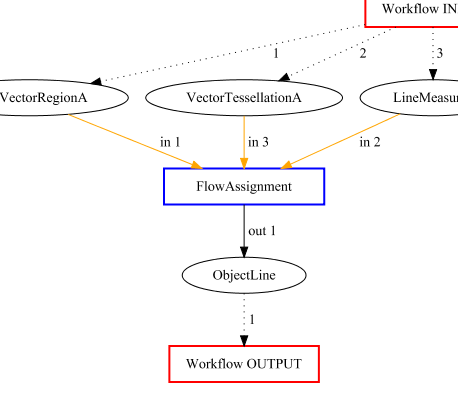 Workflow IN
1
2
3
VectorRegionA
VectorTessellationA
LineMeasur
in 1
in 3
in 2
FlowAssignment
out 1
ObjectLine
1
Workflow OUTPUT